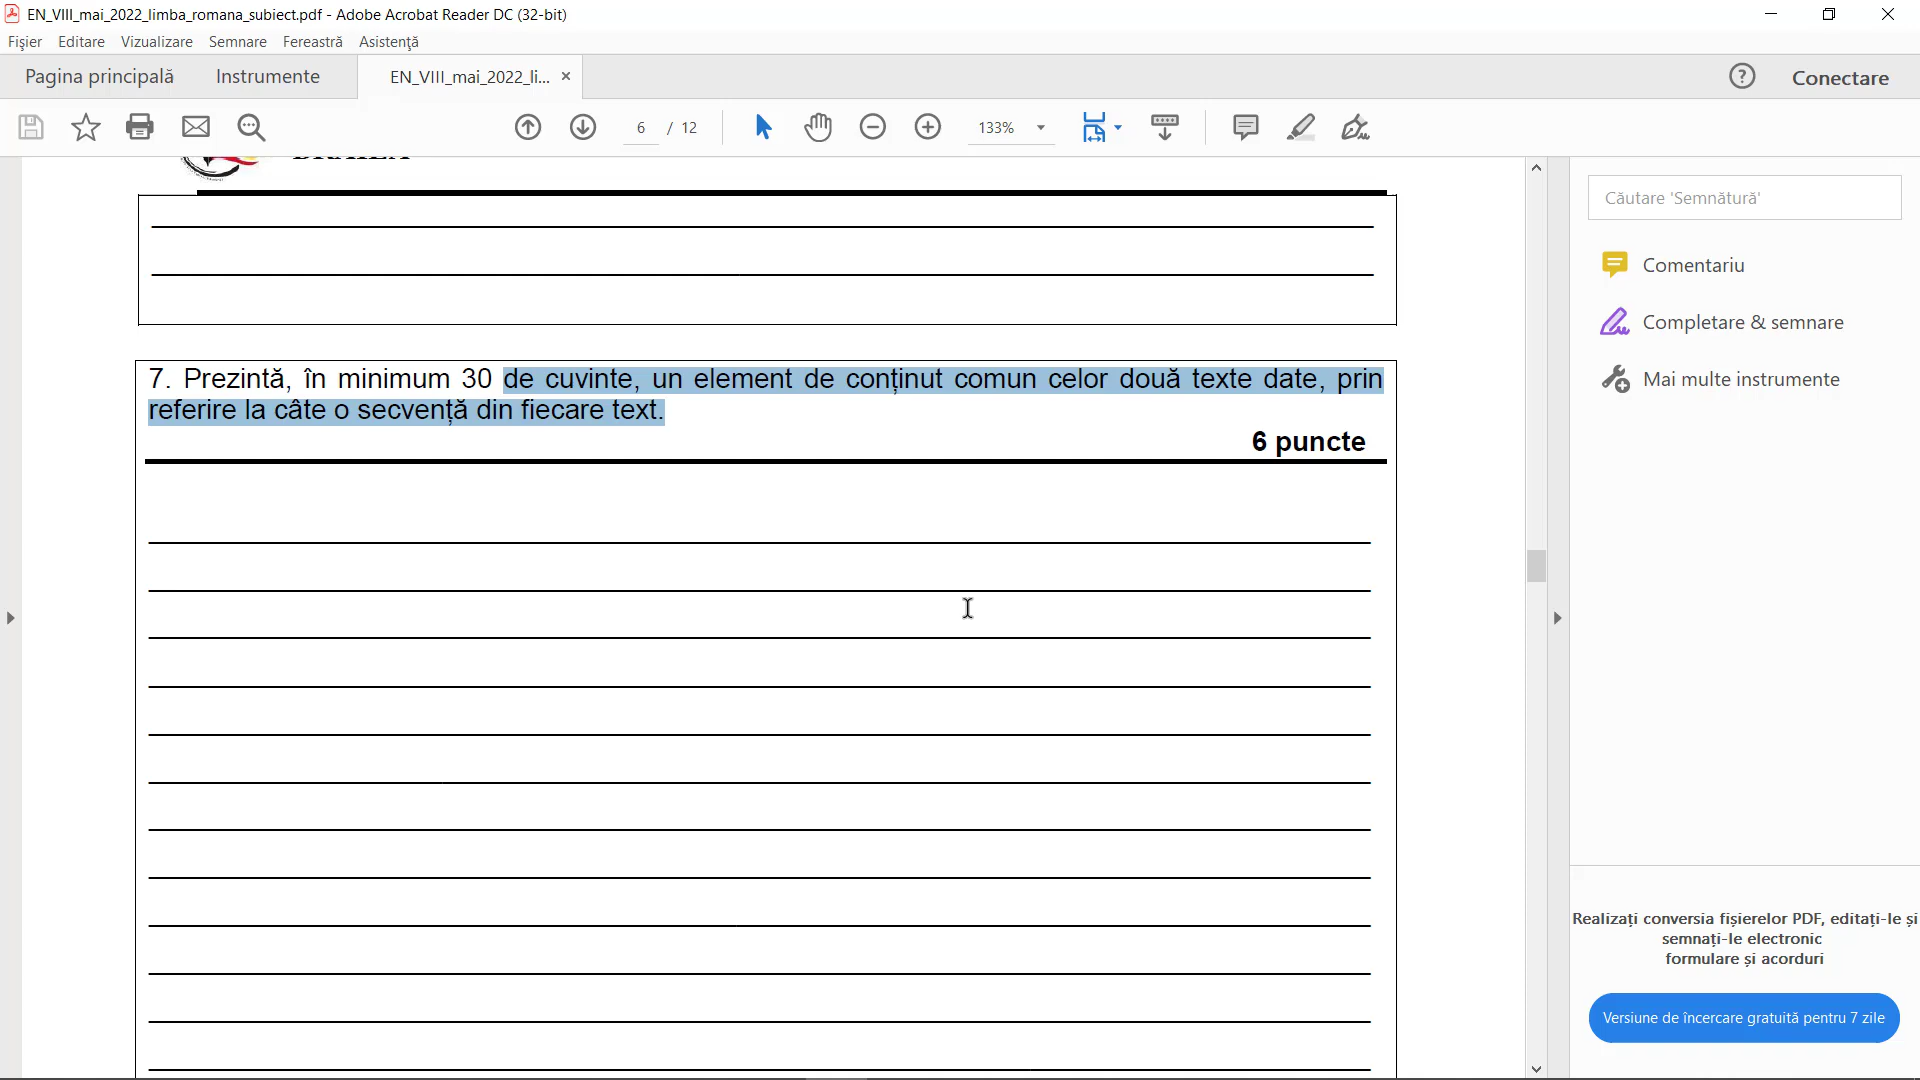 EN_VIII_mai_2022_limba_romana_subiect.pdf - Adobe Acrobat Reader DC (32-bit)
Fișier Editare Vizualizare Semnare Fereastră Asistență
Pagina principală Instrumente EN_VIII_mai_2022_li... × Conectare
6 / 12 133%
7. Prezintă, în minimum 30 de cuvinte, un element de conținut comun celor două texte date, prin
referire la câte o secvență din fiecare text.
6 puncte
Căutare 'Semnătură'
Comentariu
Completare & semnare
Mai multe instrumente
Realizați conversia fișierelor PDF, editați-le și
semnați-le electronic
formulare și acorduri
Versiune de încercare gratuită pentru 7 zile